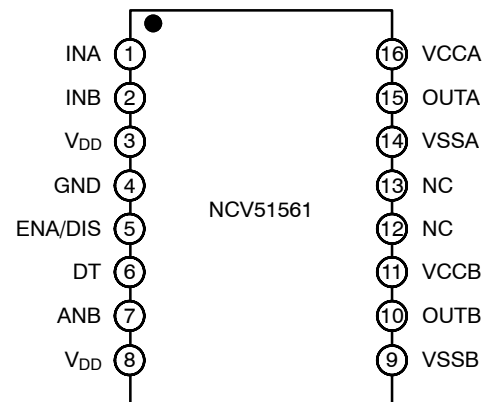 INA 1
INB 2
VDD 3
GND 4
ENA/DIS 5
DT 6
ANB 7
VDD 8
NCV51561
16 VCCA
15 OUTA
14 VSSA
13 NC
12 NC
11 VCCB
10 OUTB
9 VSSB